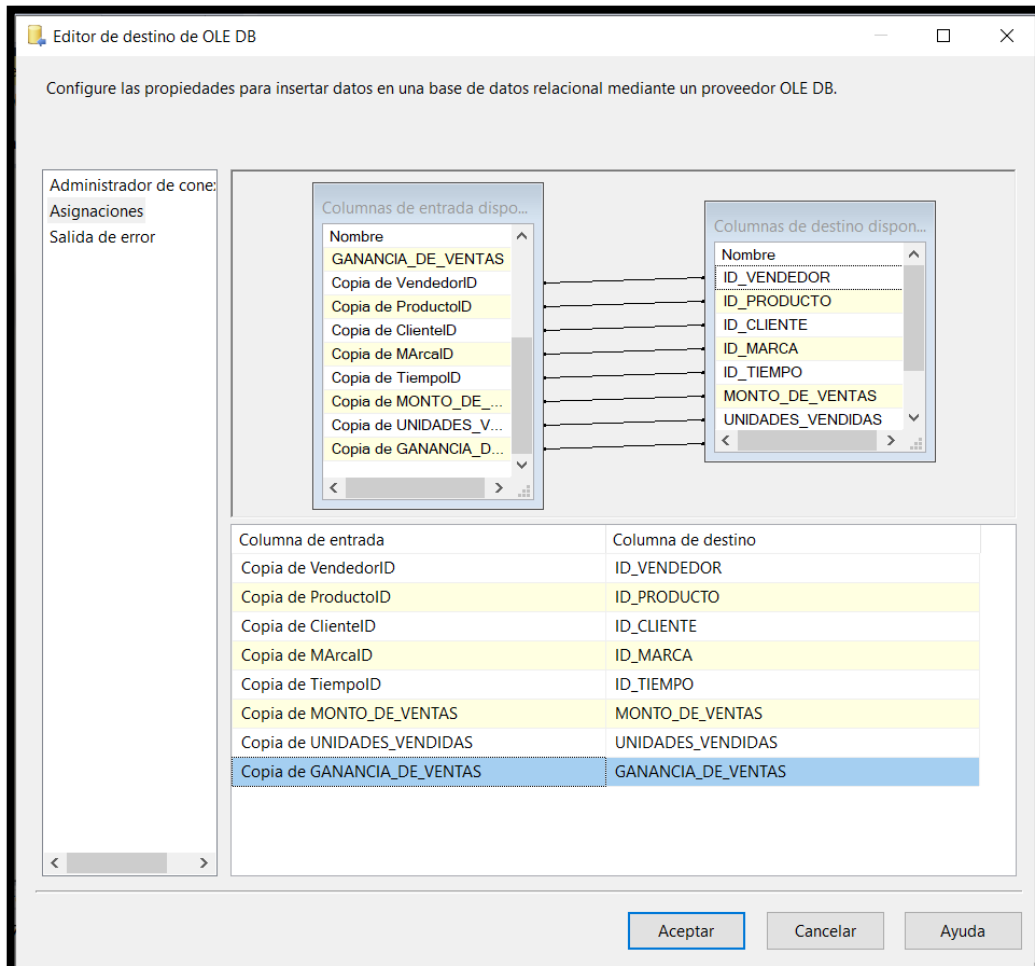 Editor de destino de OLE DB
Configure las propiedades para insertar datos en una base de datos relacional mediante un proveedor OLE DB.
Administrador de cone:
Asignaciones
Salida de error
Columnas de entrada dispo...
Nombre
GANANCIA_DE_VENTAS
Copia de VendedorID
Copia de ProductoID
Copia de ClienteID
Copia de MArcaID
Copia de TiempoID
Copia de MONTO_DE_...
Copia de UNIDADES_V...
Copia de GANANCIA_D...
Columnas de destino dispon...
Nombre
ID_VENDEDOR
ID_PRODUCTO
ID_CLIENTE
ID_MARCA
ID_TIEMPO
MONTO_DE_VENTAS
UNIDADES_VENDIDAS
Columna de entrada Columna de destino
Copia de VendedorID ID_VENDEDOR
Copia de ProductoID ID_PRODUCTO
Copia de ClienteID ID_CLIENTE
Copia de MArcaID ID_MARCA
Copia de TiempoID ID_TIEMPO
Copia de MONTO_DE_VENTAS MONTO_DE_VENTAS
Copia de UNIDADES_VENDIDAS UNIDADES_VENDIDAS
Copia de GANANCIA_DE_VENTAS GANANCIA_DE_VENTAS
Aceptar Cancelar Ayuda